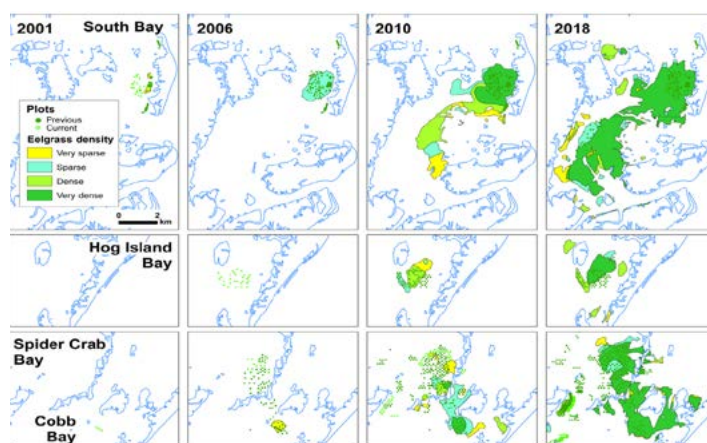 2001
South Bay
2006
2010
2018
Plots
Previous
Current
Eelgrass density
Very sparse
Sparse
Dense
Very dense
0 2
km
Hog Island
Bay
Spider Crab
Bay
Cobb
Bay